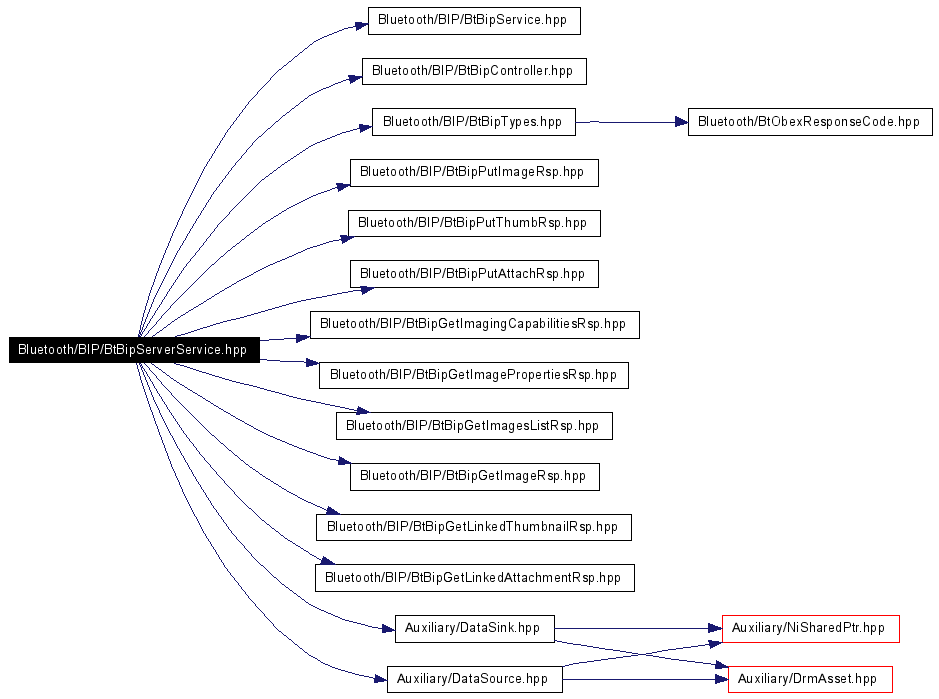 Bluetooth/BIP/BtBipService.hpp
Bluetooth/BIP/BtBipController.hpp
Bluetooth/BIP/BtBipTypes.hpp
Bluetooth/BtObexResponseCode.hpp
Bluetooth/BIP/BtBipPutImageRsp.hpp
Bluetooth/BIP/BtBipPutThumbRsp.hpp
Bluetooth/BIP/BtBipPutAttachRsp.hpp
Bluetooth/BIP/BtBipGetImagingCapabilitiesRsp.hpp
Bluetooth/BIP/BtBipServerService.hpp
Bluetooth/BIP/BtBipGetImagePropertiesRsp.hpp
Bluetooth/BIP/BtBipGetImagesListRsp.hpp
Bluetooth/BIP/BtBipGetImageRsp.hpp
Bluetooth/BIP/BtBipGetLinkedThumbnailRsp.hpp
Bluetooth/BIP/BtBipGetLinkedAttachmentRsp.hpp
Auxiliary/DataSink.hpp
Auxiliary/NiSharedPtr.hpp
Auxiliary/DataSource.hpp
Auxiliary/DrmAsset.hpp